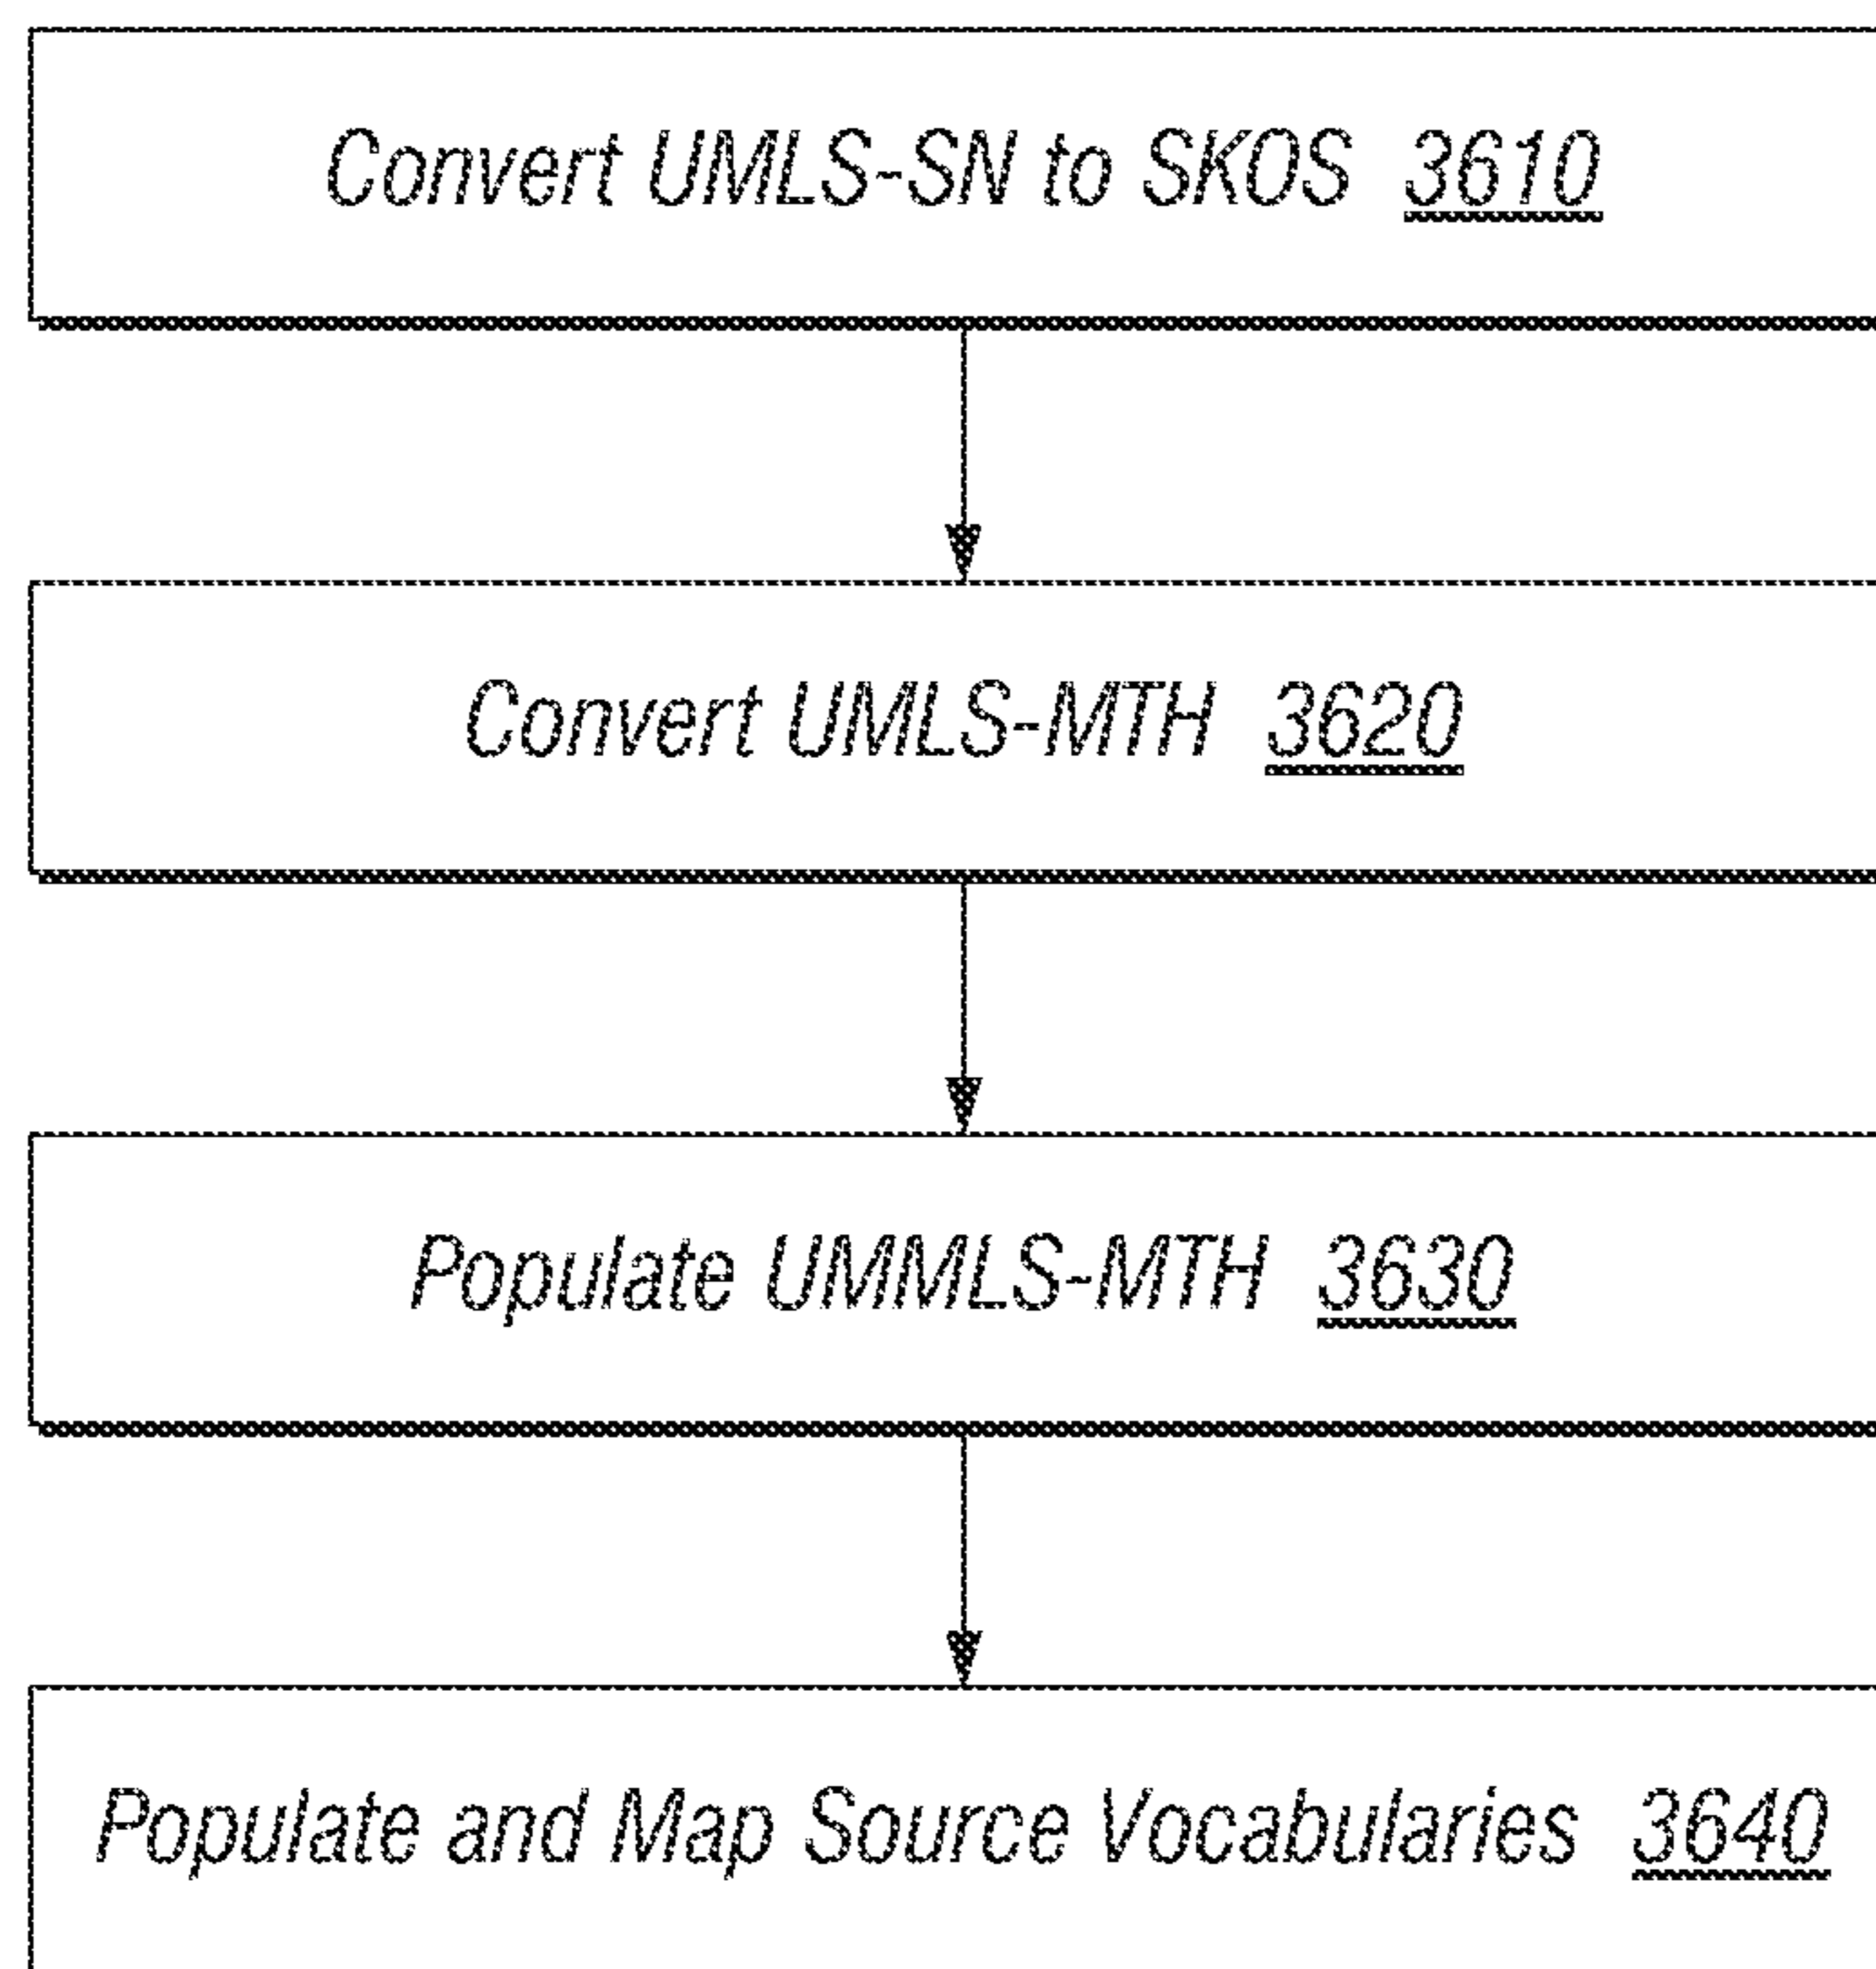 Convert UMLS-SN to SKOS 3610
Convert UMLS-MTH 3620
Populate UMMLS-MTH 3630
Populate and Map Source Vocabularies 3640